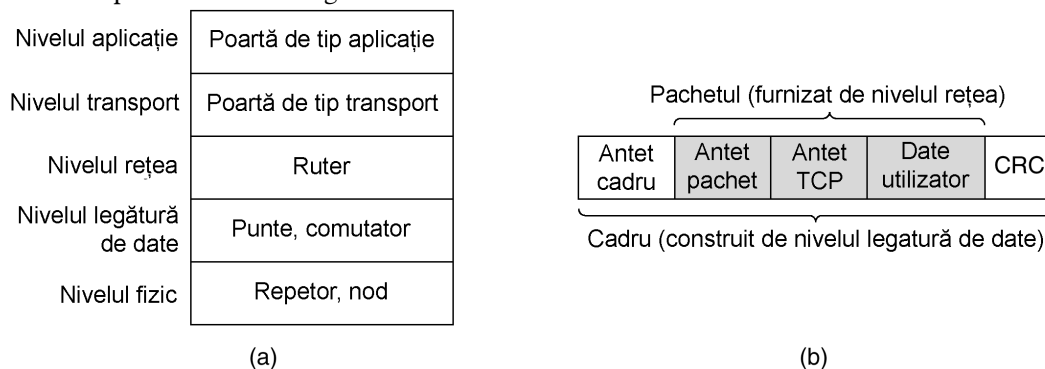 Nivelul aplicație Poartă de tip aplicație
Nivelul transport Poartă de tip transport
Nivelul rețea Ruter
Nivelul legătură
de date
Punte, comutator
Nivelul fizic Repetor, nod
(a)
Pachetul (furnizat de nivelul rețea)
Antet
cadru
Antet
pachet
Antet
TCP
Date
utilizator
CRC
Cadru (construit de nivelul legatură de date)
(b)